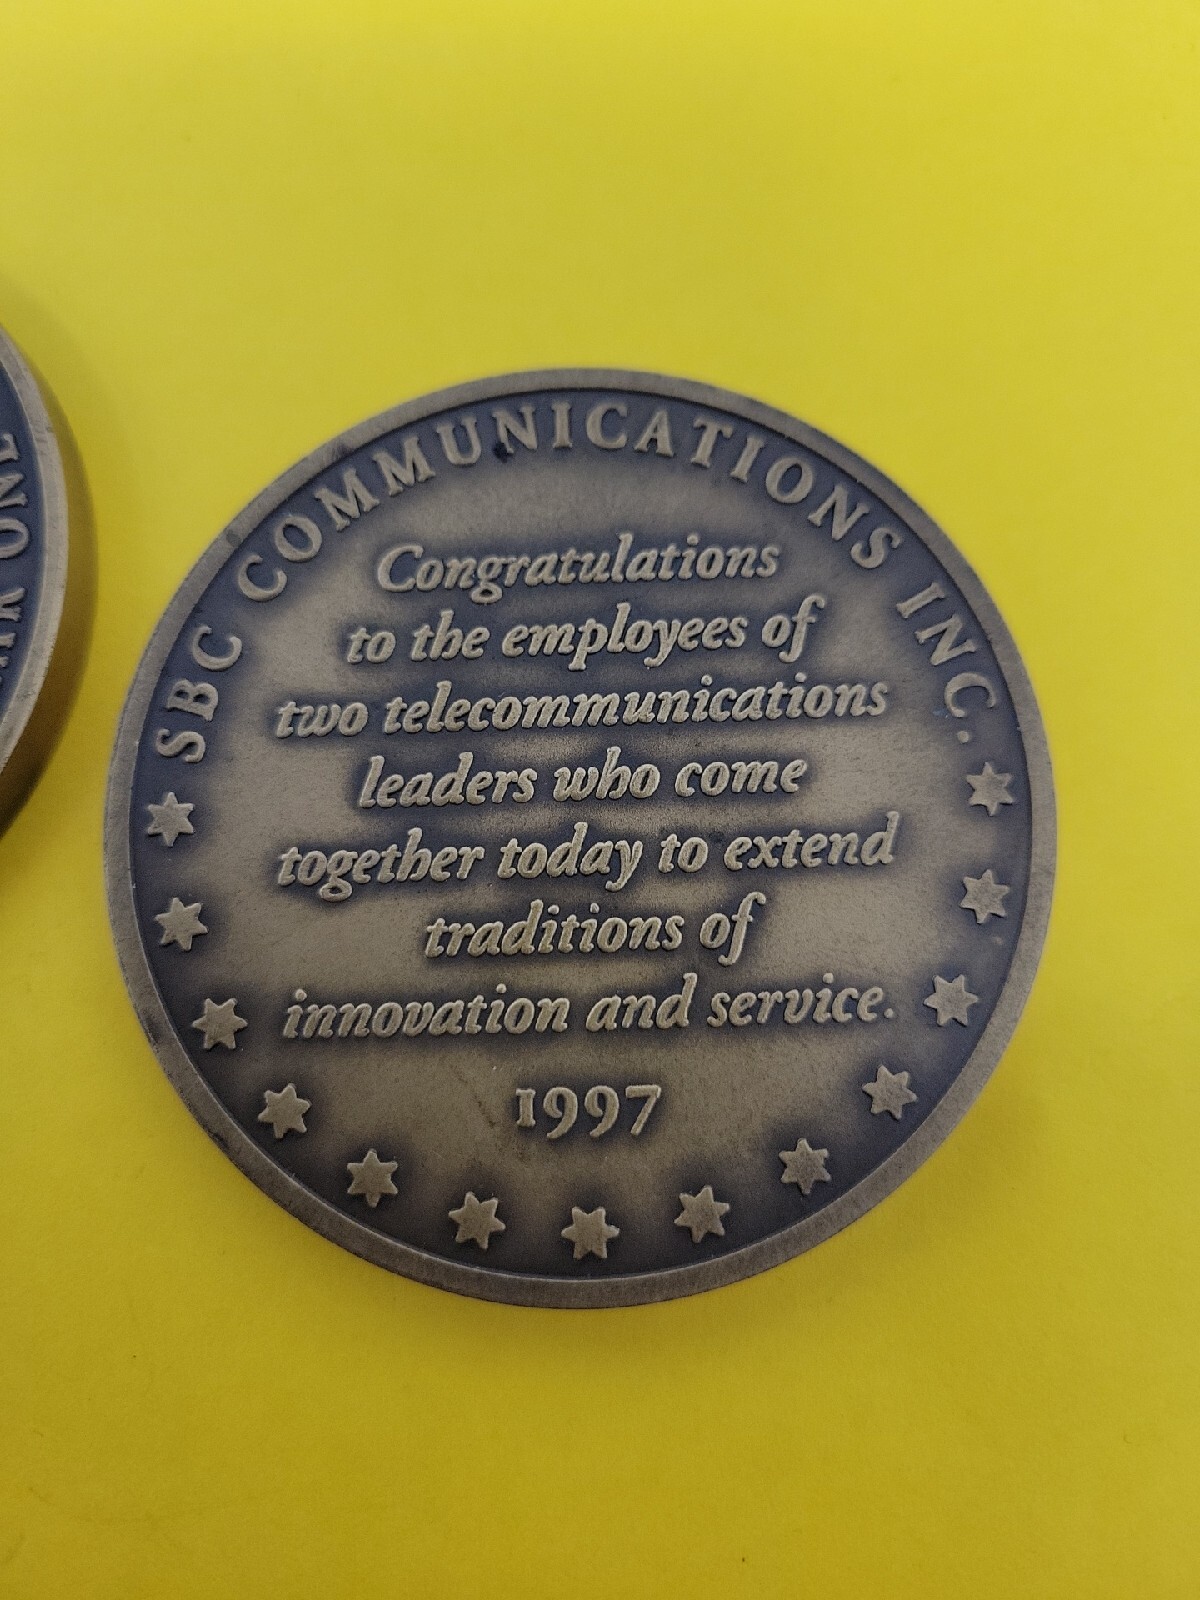 SBC COMMUNICATIONS INC.
Congratulations
to the employees of
two telecommunications
leaders who come
together today to extend
traditions of
innovation and service.
1997
ONE